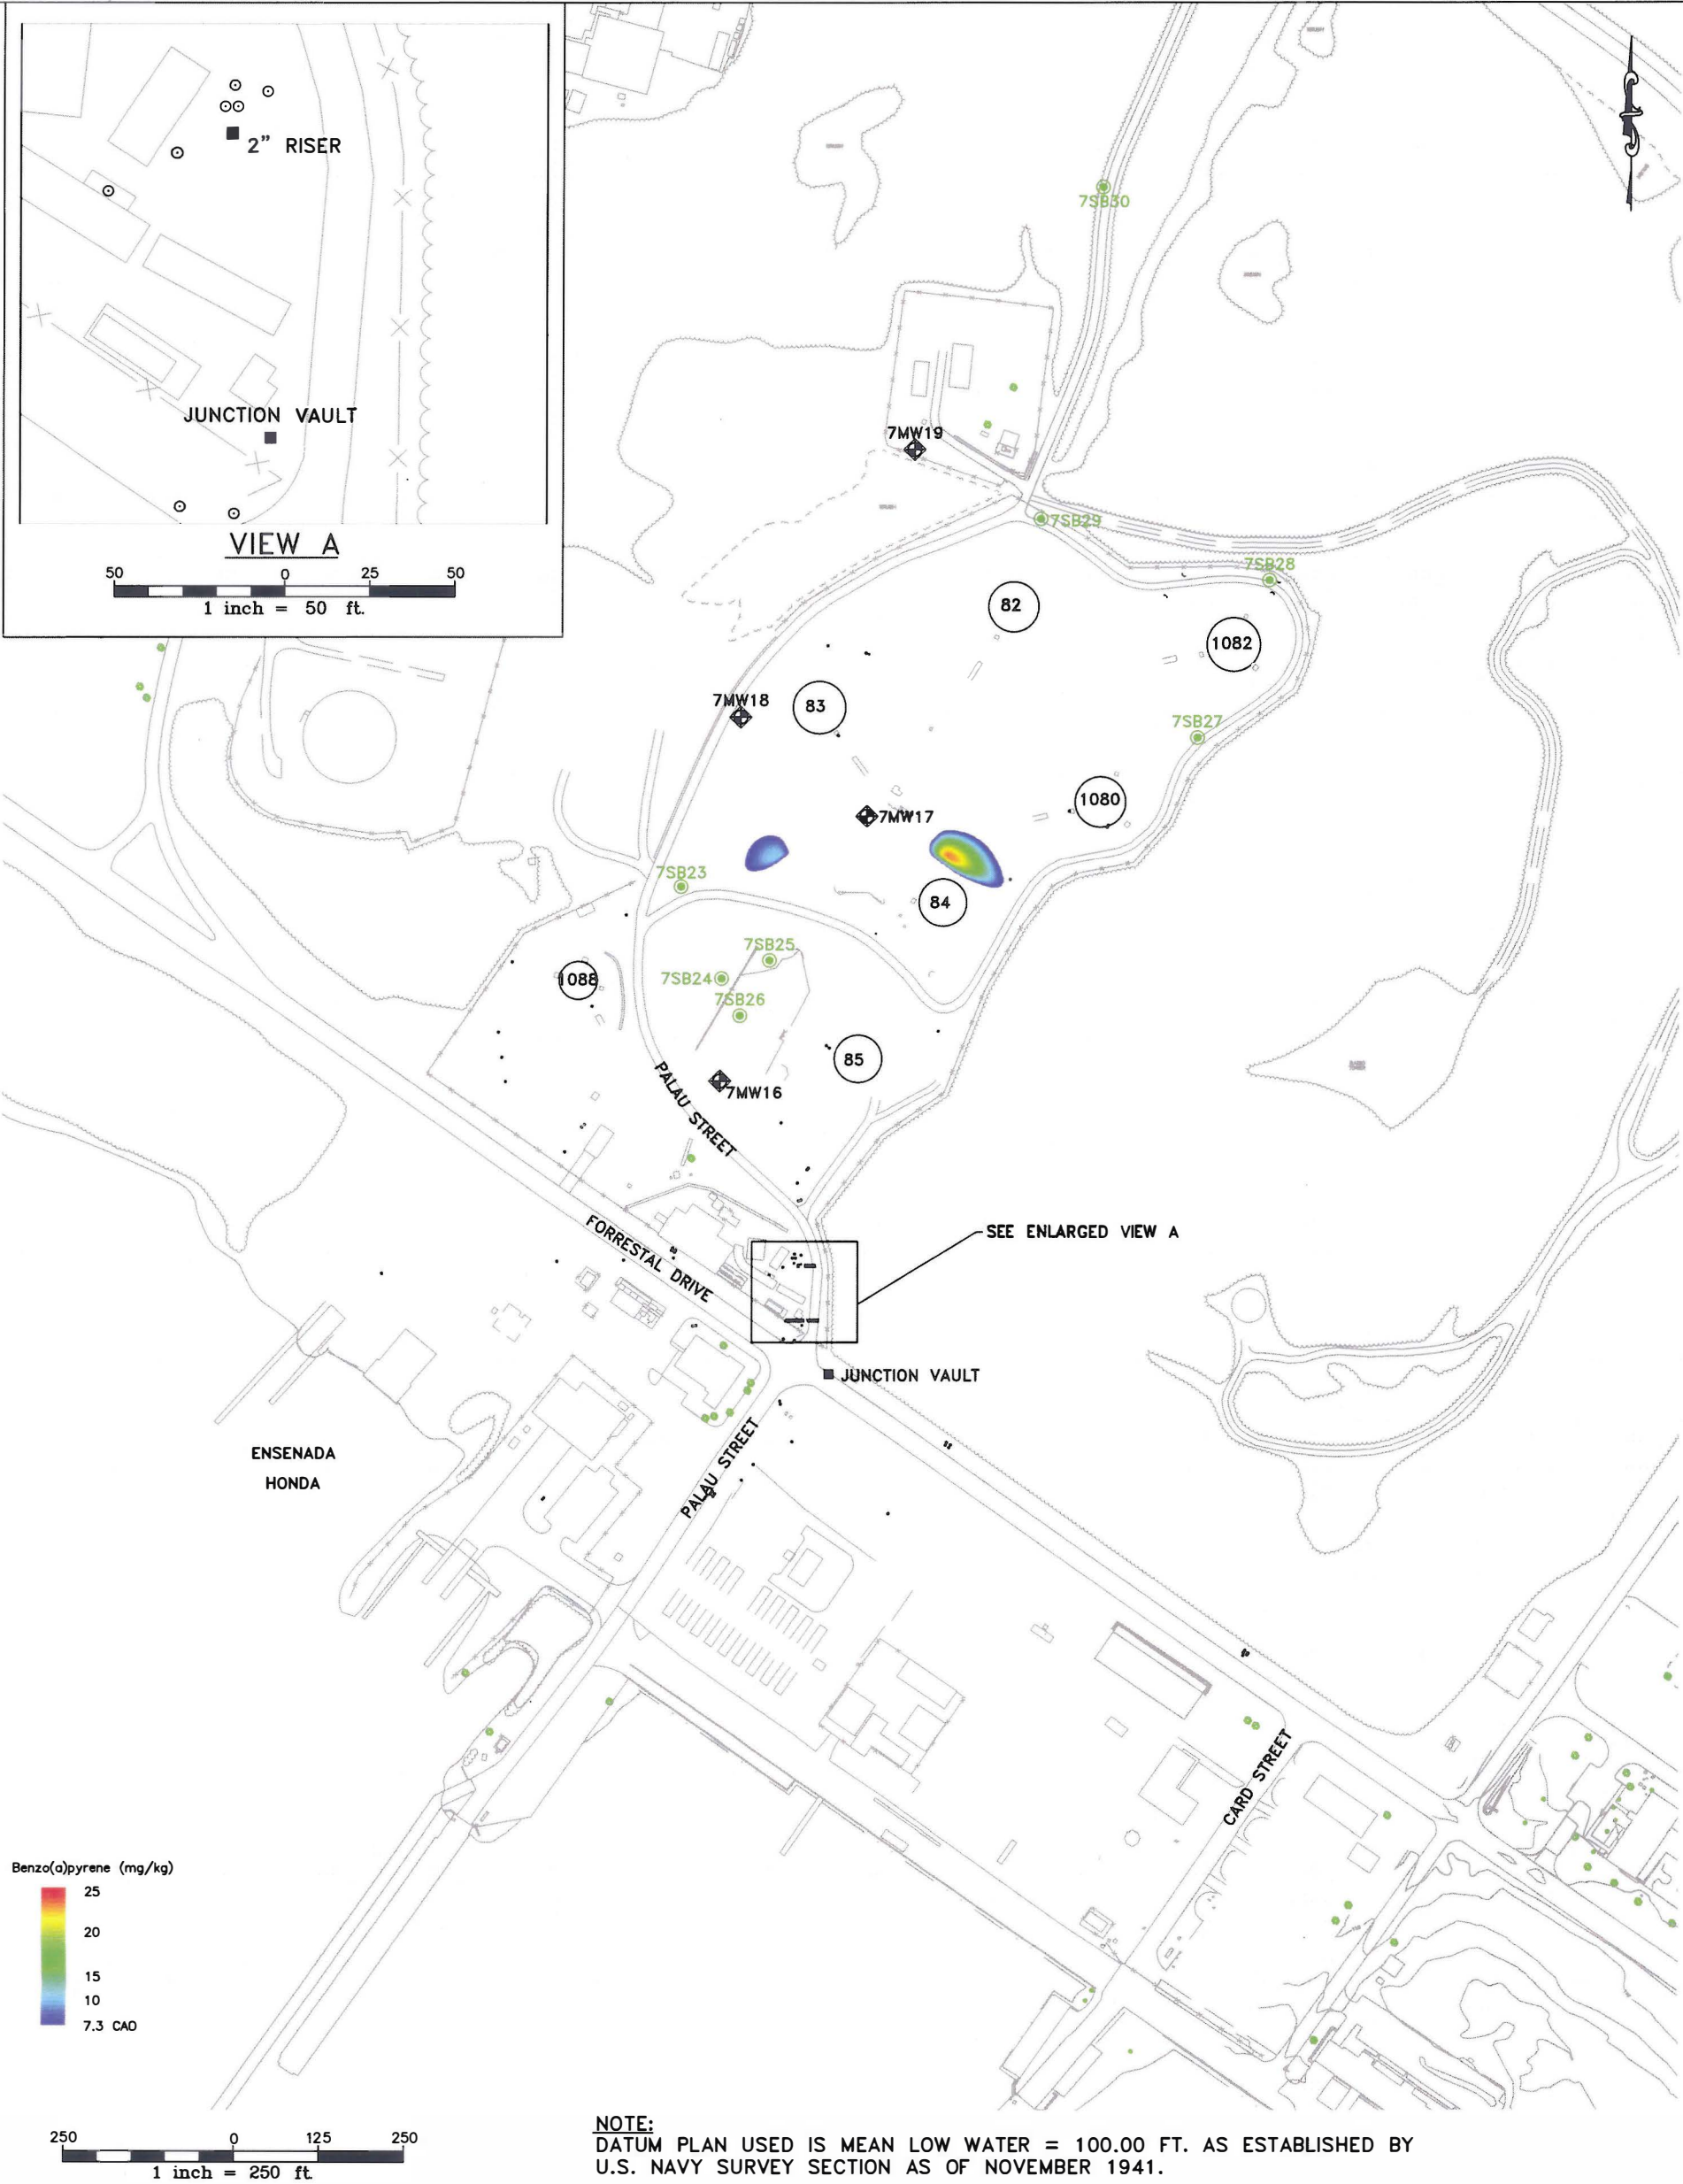 2" RISER
JUNCTION VAULT
VIEW A
50 0 25 50
1 inch = 50 ft.
7SB30
7MW19
7SB29
7SB28
82
1082
7MW18
83
7SB27
1080
7MW17
7SB23
84
7SB25
7SB24
1088
7SB26
85
7MW16
PALAU STREET
SEE ENLARGED VIEW A
FORRESTAL DRIVE
JUNCTION VAULT
ENSENADA
HONDA
PALAU STREET
CARD STREET
Benzo(a)pyrene (mg/kg)
25
20
15
10
7.3 CAO
250 0 125 250
1 inch = 250 ft.
NOTE:
DATUM PLAN USED IS MEAN LOW WATER = 100.00 FT. AS ESTABLISHED BY
U.S. NAVY SURVEY SECTION AS OF NOVEMBER 1941.